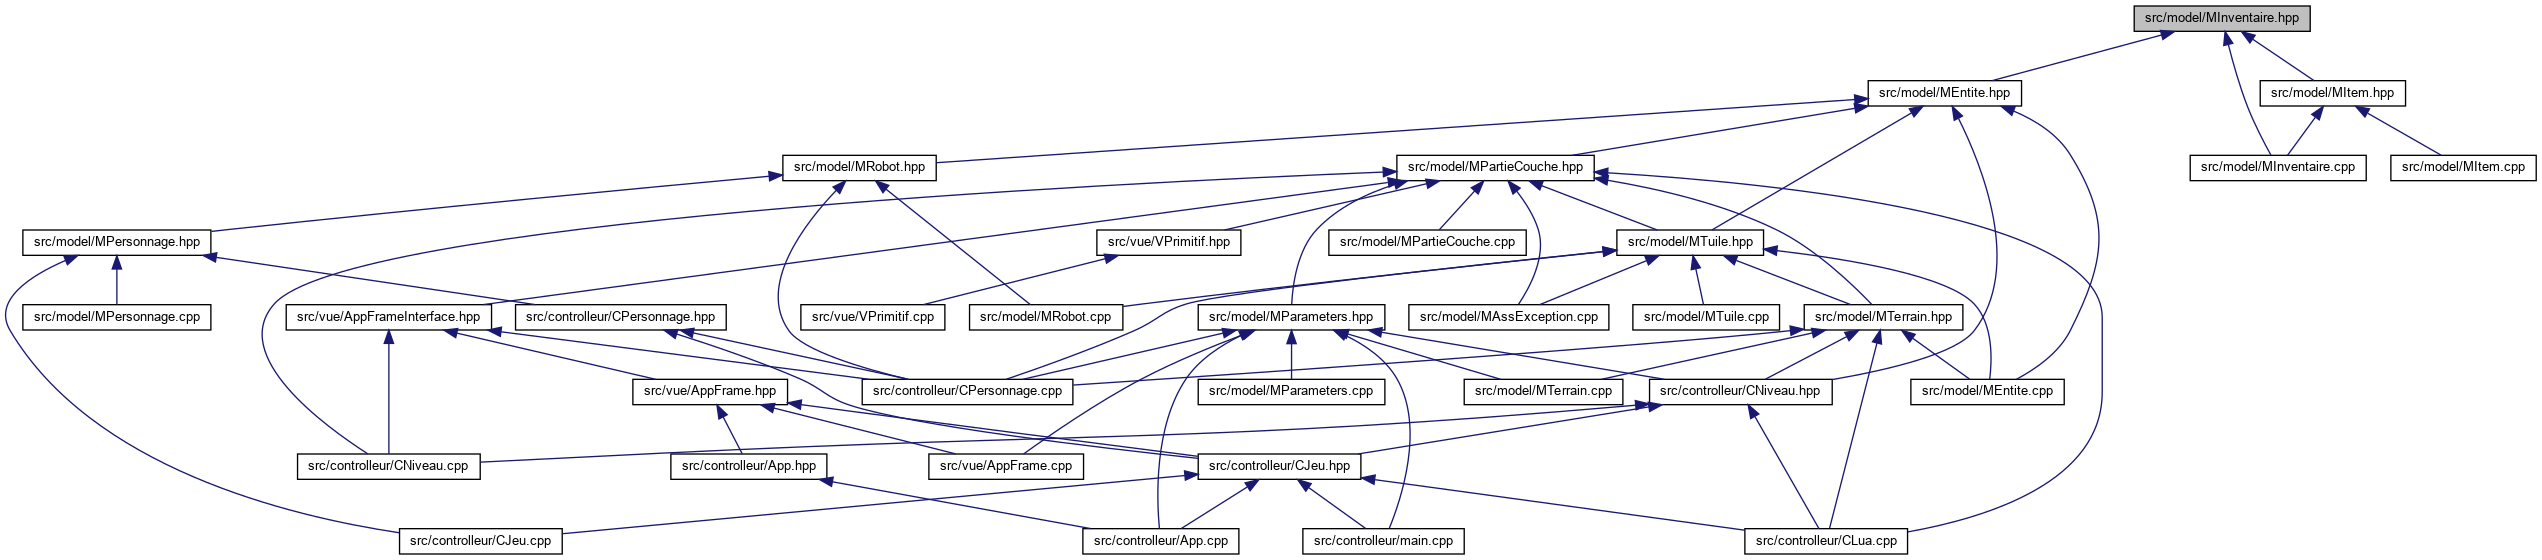 src/model/MInventaire.hpp
src/model/MEntite.hpp
src/model/MItem.hpp
src/model/MRobot.hpp
src/model/MPartieCouche.hpp
src/model/MInventaire.cpp
src/model/MItem.cpp
src/model/MPersonnage.hpp
src/vue/VPrimitif.hpp
src/model/MPartieCouche.cpp
src/model/MTuile.hpp
src/model/MPersonnage.cpp
src/vue/AppFrameInterface.hpp
src/controlleur/CPersonnage.hpp
src/vue/VPrimitif.cpp
src/model/MRobot.cpp
src/model/MParameters.hpp
src/model/MAssException.cpp
src/model/MTuile.cpp
src/model/MTerrain.hpp
src/vue/AppFrame.hpp
src/controlleur/CPersonnage.cpp
src/model/MParameters.cpp
src/model/MTerrain.cpp
src/controlleur/CNiveau.hpp
src/model/MEntite.cpp
src/controlleur/CNiveau.cpp
src/controlleur/App.hpp
src/vue/AppFrame.cpp
src/controlleur/CJeu.hpp
src/controlleur/CJeu.cpp
src/controlleur/App.cpp
src/controlleur/main.cpp
src/controlleur/CLua.cpp